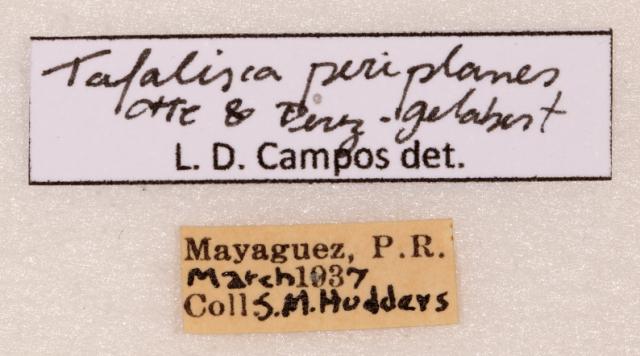 Tafalisca periplanes
Otte & Perez-gelabert
L. D. Campos det.
Mayaguez, P.R.
March 1937
Coll S.M.Hudders